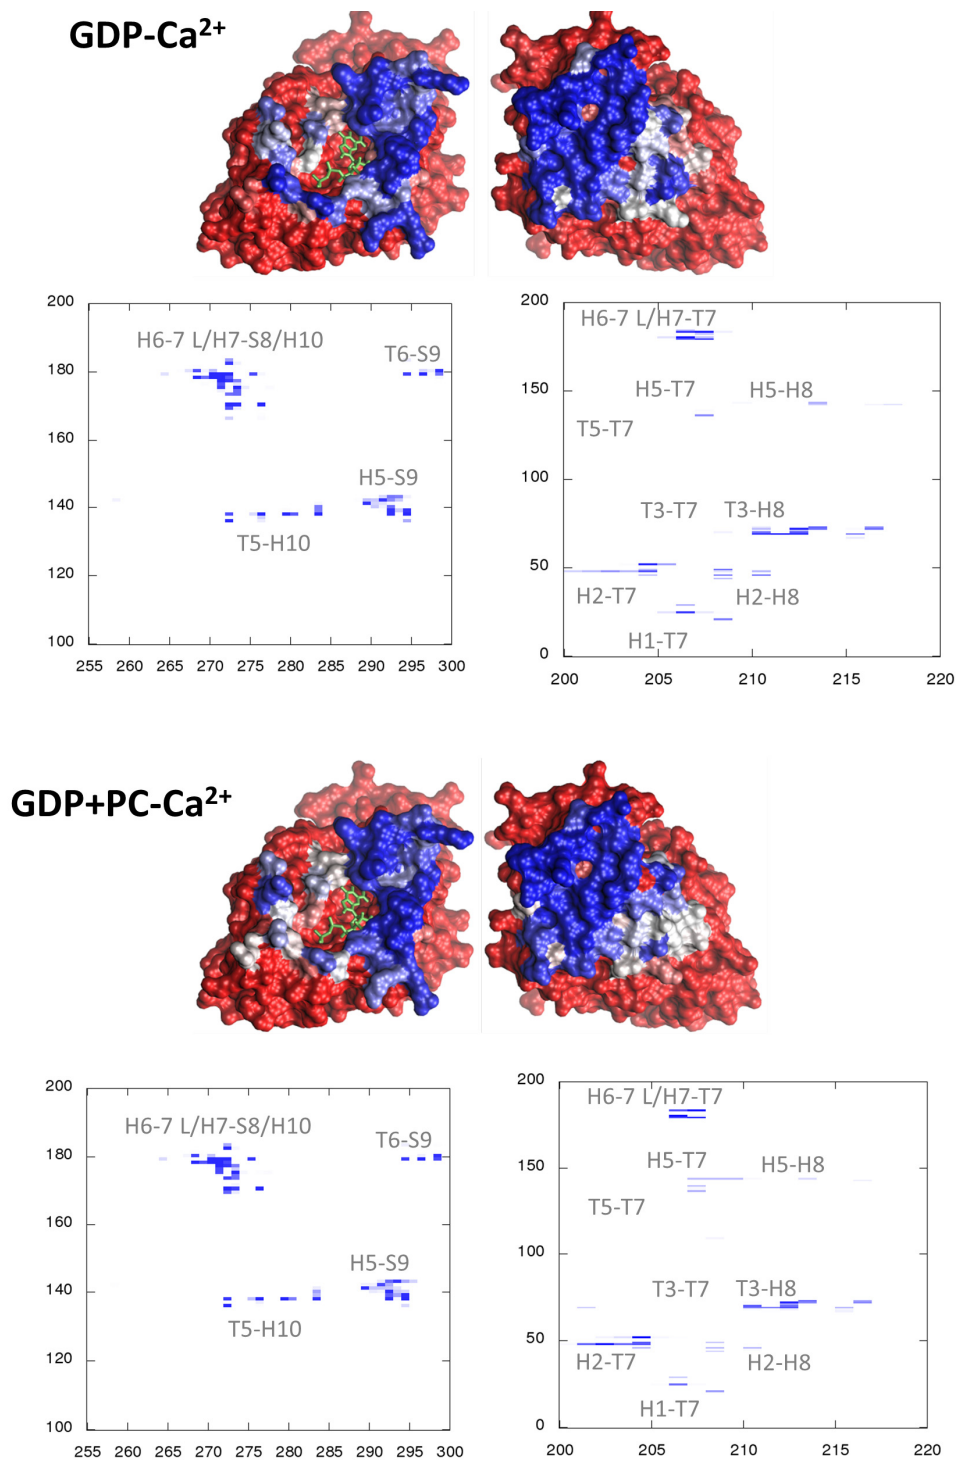 GDP-Ca²⁺
200
180
160
140
120
100
255 260 265 270 275 280 285 290 295 300
H6-7 L/H7-S8/H10
T6-S9
H5-S9
T5-H10
200
150
100
50
0
200 205 210 215 220
H6-7 L/H7-T7
H5-T7
H5-H8
T5-T7
T3-T7
T3-H8
H2-T7
H2-H8
H1-T7
GDP+PC-Ca²⁺
200
180
160
140
120
100
255 260 265 270 275 280 285 290 295 300
H6-7 L/H7-S8/H10
T6-S9
H5-S9
T5-H10
200
150
100
50
0
200 205 210 215 220
H6-7 L/H7-T7
H5-T7
H5-H8
T5-T7
T3-T7
T3-H8
H2-T7
H2-H8
H1-T7